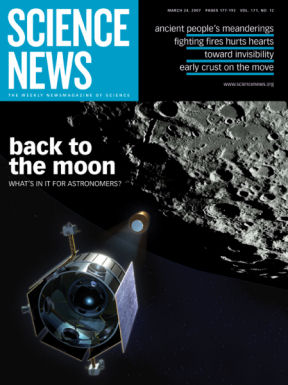 SCIENCE
NEWS
THE WEEKLY NEWSMAGAZINE OF SCIENCE
MARCH 24, 2007 PAGES 177-192 VOL. 171, NO. 12
ancient people's meanderings
fighting fires hurts hearts
toward invisibility
early crust on the move
www.sciencenews.org
back to
the moon
WHAT'S IN IT FOR ASTRONOMERS?